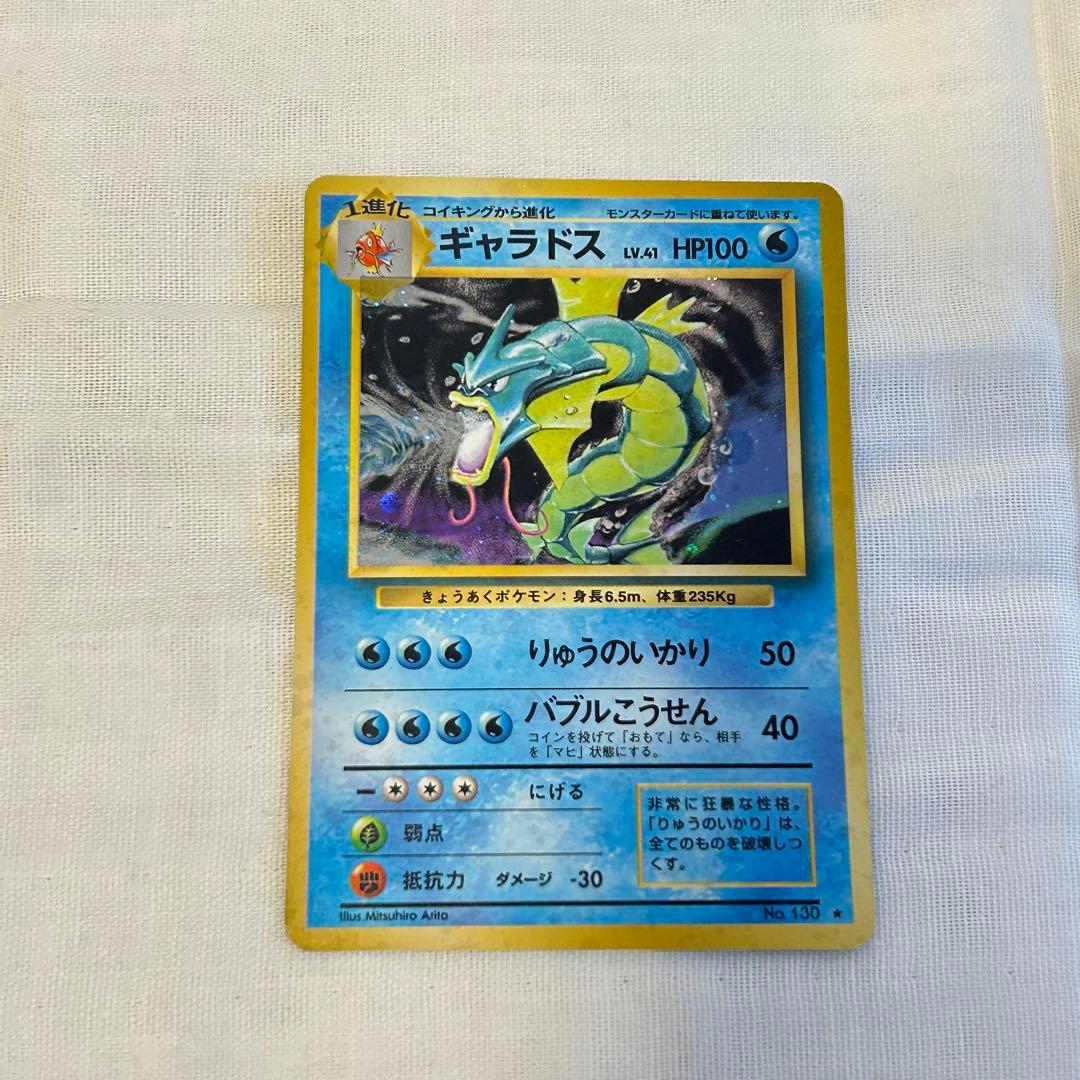 1進化 コイキングから進化 モンスターカードに重ねて使います。
ギャラドス LV.41 HP100
きょうあくポケモン：身長6.5m、体重235Kg
りゅうのいかり 50
バブルこうせん 40
コインを投げて「おもて」なら、相手
を「マヒ」状態にする。
にげる
弱点
抵抗力 ダメージ -30
非常に狂暴な性格。
「りゅうのいかり」は、
全てのものを破壊しつ
くす。
Illus Mitsuhiro Arita
No. 130 ★